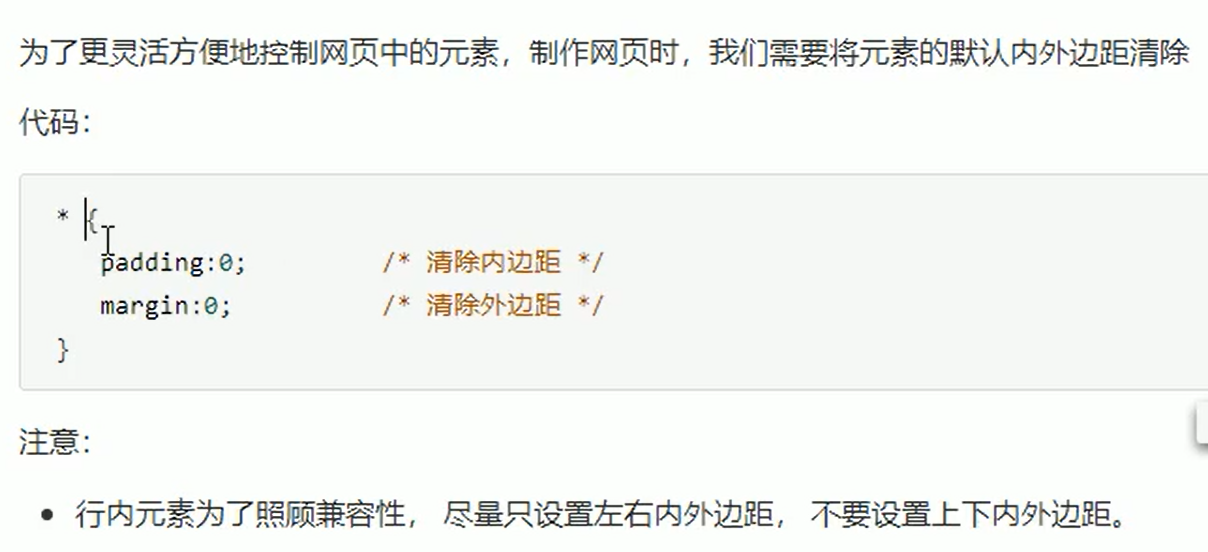 为了更灵活方便地控制网页中的元素，制作网页时，我们需要将元素的默认内外边距清除
代码：
* {
padding:0; /* 清除内边距 */
margin:0; /* 清除外边距 */
}
注意：
• 行内元素为了照顾兼容性， 尽量只设置左右内外边距， 不要设置上下内外边距。